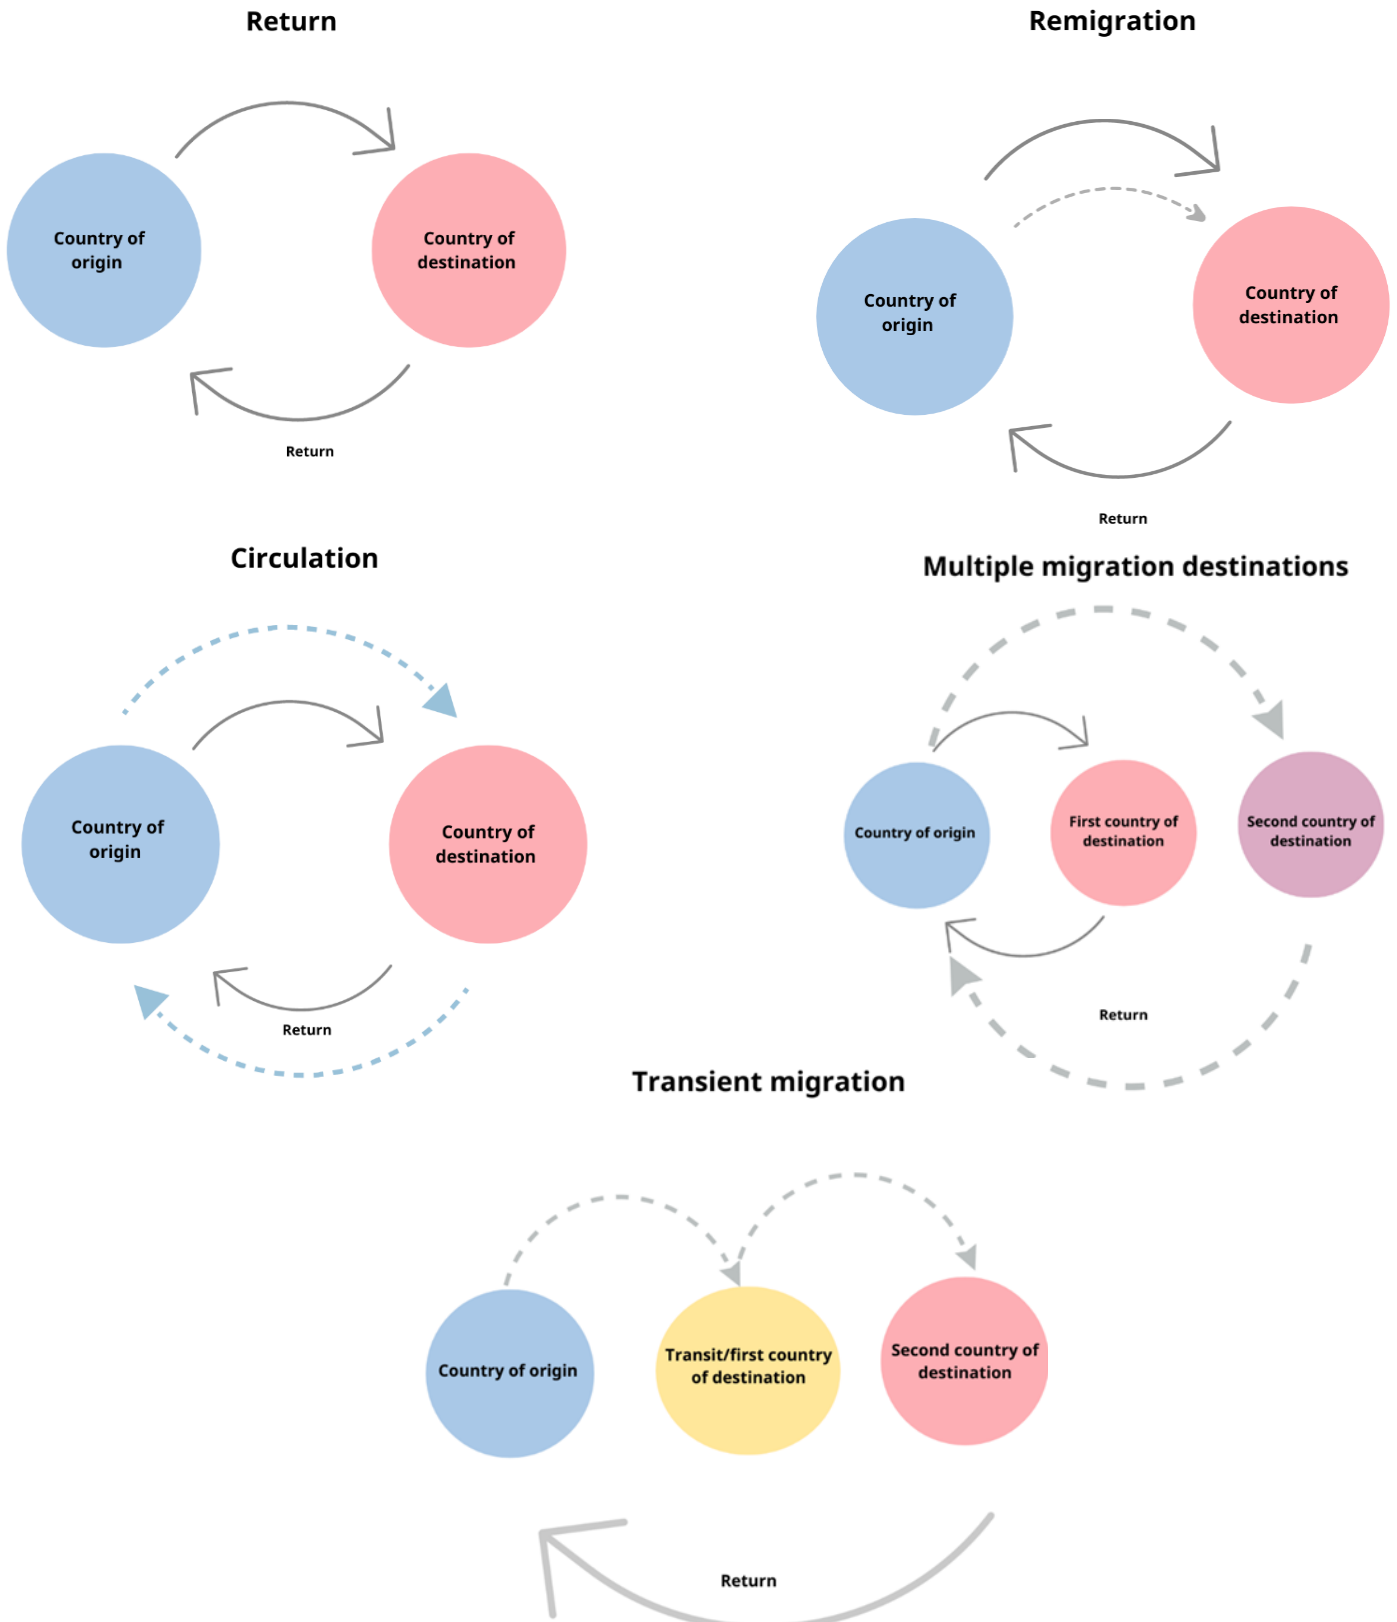 Return
Country of
origin
Country of
destination
Return
Remigration
Country of
origin
Country of
destination
Return
Circulation
Country of
origin
Country of
destination
Return
Multiple migration destinations
Country of origin
First country of
destination
Second country of
destination
Return
Transient migration
Country of origin
Transit/first country
of destination
Second country of
destination
Return